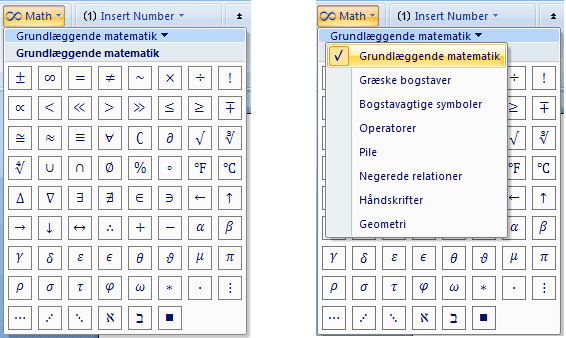 Math (1) Insert Number
Grundlæggende matematik
Grundlæggende matematik
± ∞ = ≠ ~ × ÷ !
∝ < ≪ > ≫ ≤ ≥ ∓
≅ ≈ ≡ ∀ ∁ ∂ √ ∛
∜ ∪ ∩ ∅ % ° °F °C
∆ ∇ ∃ ∄ ∈ ∋ ← ↑
→ ↓ ↔ ∴ + − α β
γ δ ε ϵ θ ϑ μ π
ρ σ τ φ ω * ∙ ⋮
⋯ ⋰ ⋱ ℵ ℶ ∎
Math (1) Insert Number
Grundlæggende matematik
✓ Grundlæggende matematik
Græske bogstaver
Bogstavagtige symboler
Operatorer
Pile
Negerede relationer
Håndskrifter
Geometri
÷ !
≥ ∓
√ ∛
°F °C
← ↑
α β
γ δ ε ϵ θ ϑ μ π
ρ σ τ φ ω * ∙ ⋮
⋯ ⋰ ⋱ ℵ ℶ ∎